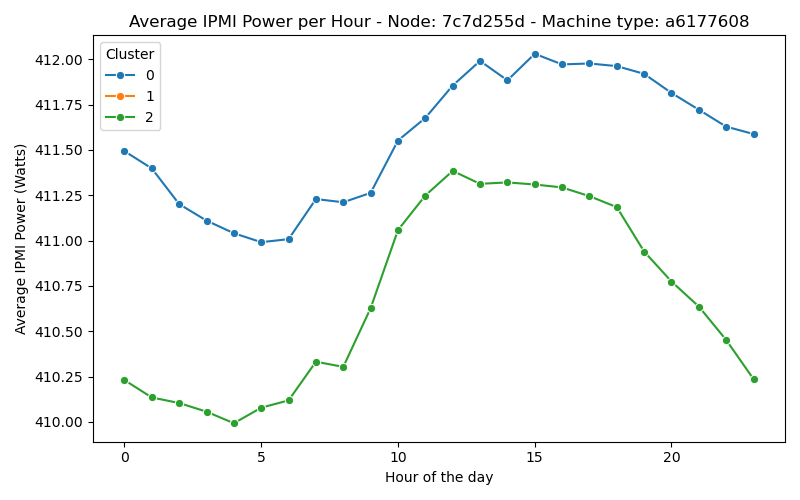 Average IPMI Power per Hour - Node: 7c7d255d - Machine type: a6177608
Cluster
0
1
2
412.00
411.75
411.50
411.25
411.00
410.75
410.50
410.25
410.00
Average IPMI Power (Watts)
0 5 10 15 20
Hour of the day